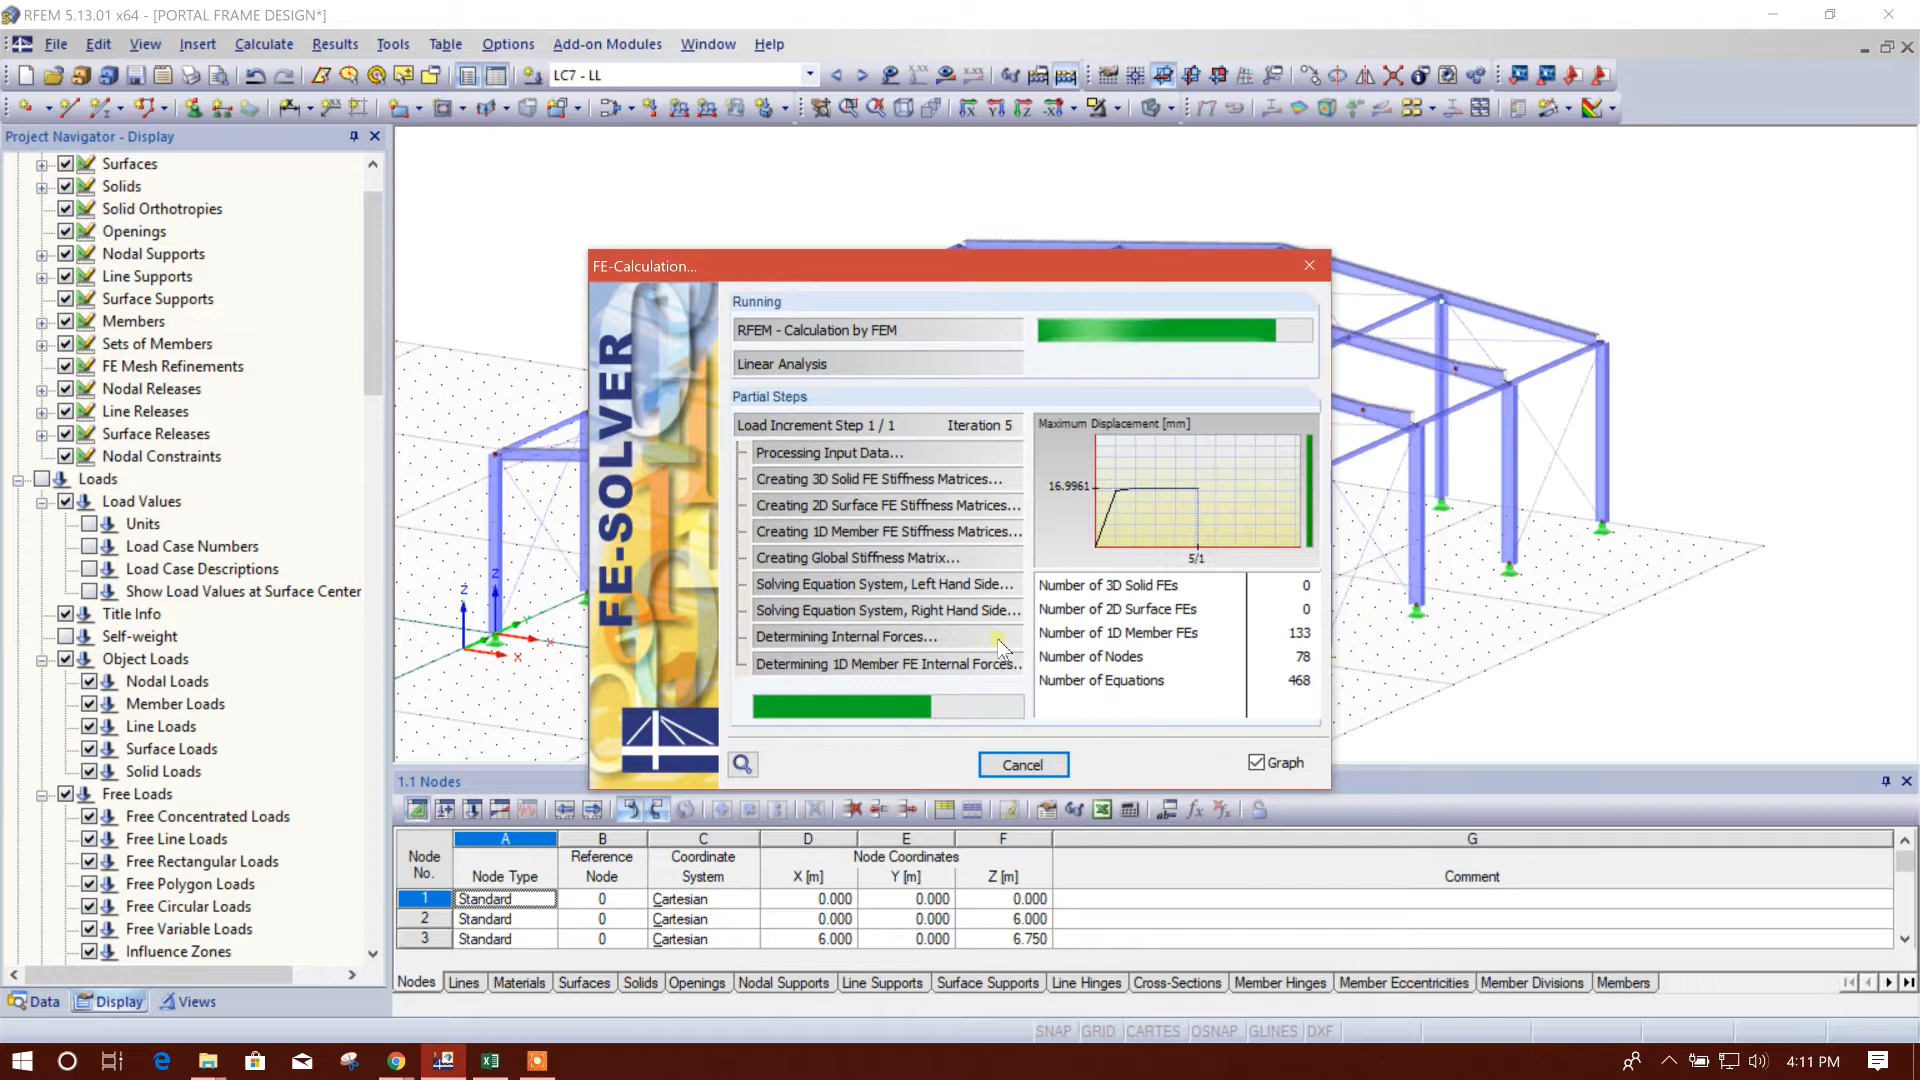 RFEM 5.13.01 x64 - [PORTAL FRAME DESIGN*]
File Edit View Insert Calculate Results Tools Table Options Add-on Modules Window Help
LC7 - LL
Project Navigator - Display
Surfaces
Solids
Solid Orthotropies
Openings
Nodal Supports
Line Supports
Surface Supports
Members
Sets of Members
FE Mesh Refinements
Nodal Releases
Line Releases
Surface Releases
Nodal Constraints
Loads
Load Values
Units
Load Case Numbers
Load Case Descriptions
Show Load Values at Surface Center
Title Info
Self-weight
Object Loads
Nodal Loads
Member Loads
Line Loads
Surface Loads
Solid Loads
Free Loads
Free Concentrated Loads
Free Line Loads
Free Rectangular Loads
Free Polygon Loads
Free Circular Loads
Free Variable Loads
Influence Zones
Data Display Views
Z
Z
Y
X
X
FE-Calculation...
FE-SOLVER
Running
RFEM - Calculation by FEM
Linear Analysis
Partial Steps
Load Increment Step 1 / 1 Iteration 5
Processing Input Data...
Creating 3D Solid FE Stiffness Matrices...
Creating 2D Surface FE Stiffness Matrices...
Creating 1D Member FE Stiffness Matrices...
Creating Global Stiffness Matrix...
Solving Equation System, Left Hand Side...
Solving Equation System, Right Hand Side...
Determining Internal Forces...
Determining 1D Member FE Internal Forces..
Maximum Displacement [mm]
16.9961
5/1
Number of 3D Solid FEs 0
Number of 2D Surface FEs 0
Number of 1D Member FEs 133
Number of Nodes 78
Number of Equations 468
Cancel
Graph
1.1 Nodes
A B C D E F G
Node No. Node Type Reference Node Coordinate System Node Coordinates X [m] Y [m] Z [m] Comment
1 Standard 0 Cartesian 0.000 0.000 0.000
2 Standard 0 Cartesian 0.000 0.000 6.000
3 Standard 0 Cartesian 6.000 0.000 6.750
Nodes Lines Materials Surfaces Solids Openings Nodal Supports Line Supports Surface Supports Line Hinges Cross-Sections Member Hinges Member Eccentricities Member Divisions Members
SNAP GRID CARTES OSNAP GLINES DXF
4:11 PM